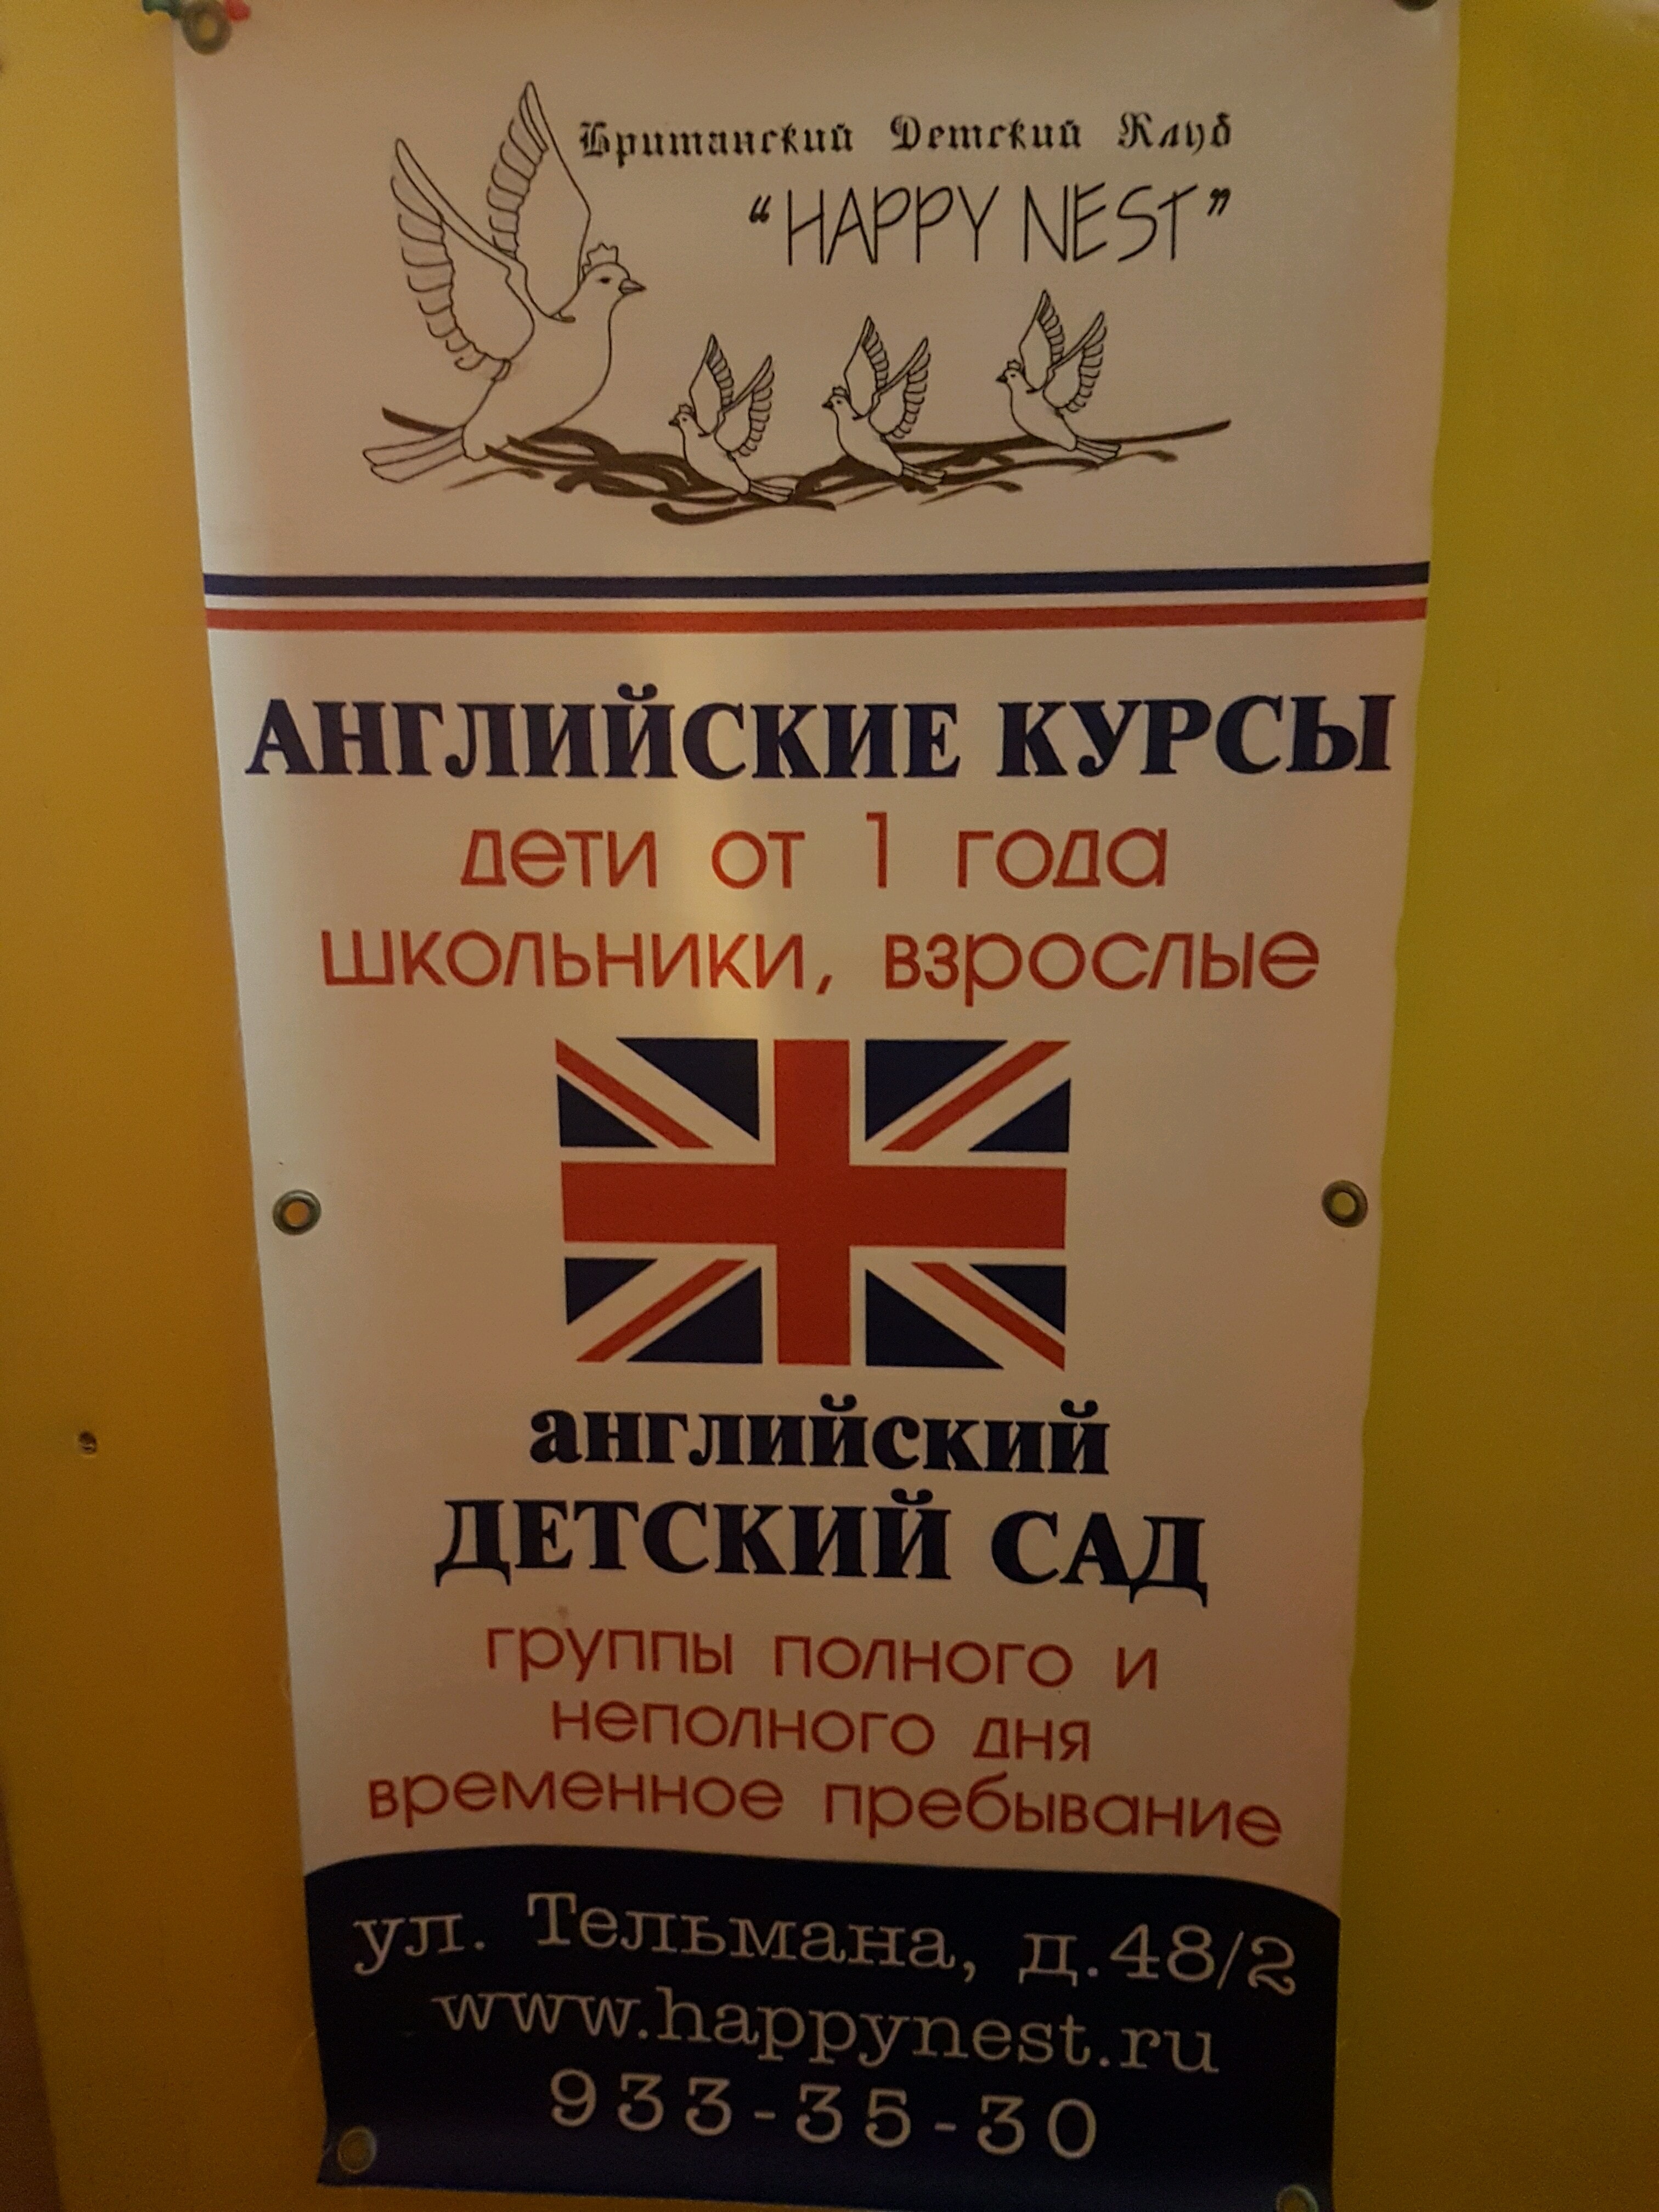 Британский Детский Клуб
“HAPPY NEST”
АНГЛИЙСКИЕ КУРСЫ
дети от 1 года
школьники, взрослые
английский
ДЕТСКИЙ САД
группы полного и
неполного дня
временное пребывание
ул. Тельмана, д.48/2
www.happynest.ru
933-35-30